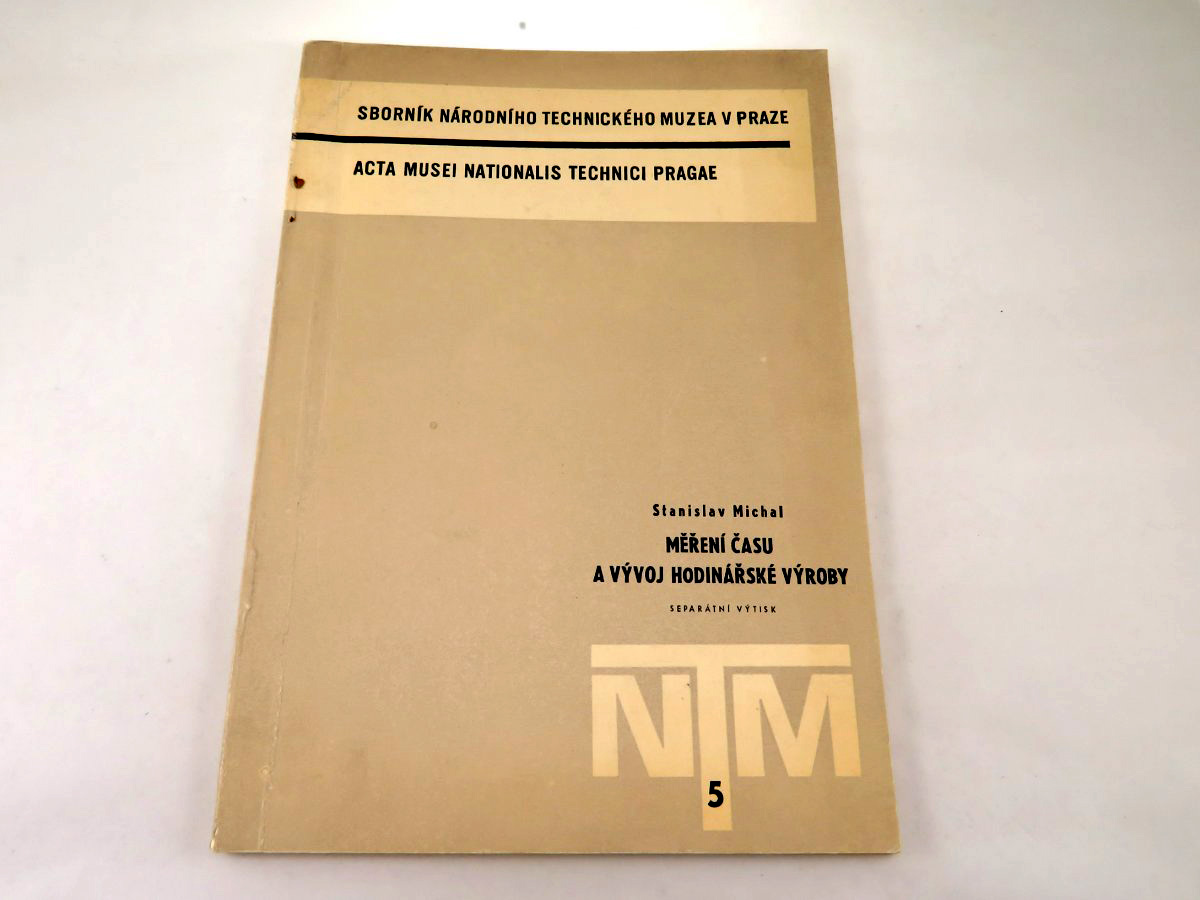 SBORNÍK NÁRODNÍHO TECHNICKÉHO MUZEA V PRAZE
ACTA MUSEI NATIONALIS TECHNICI PRAGAE
Stanislav Michal
MĚŘENÍ ČASU
A VÝVOJ HODINÁŘSKÉ VÝROBY
SEPARÁTNÍ VÝTISK
NTM
5